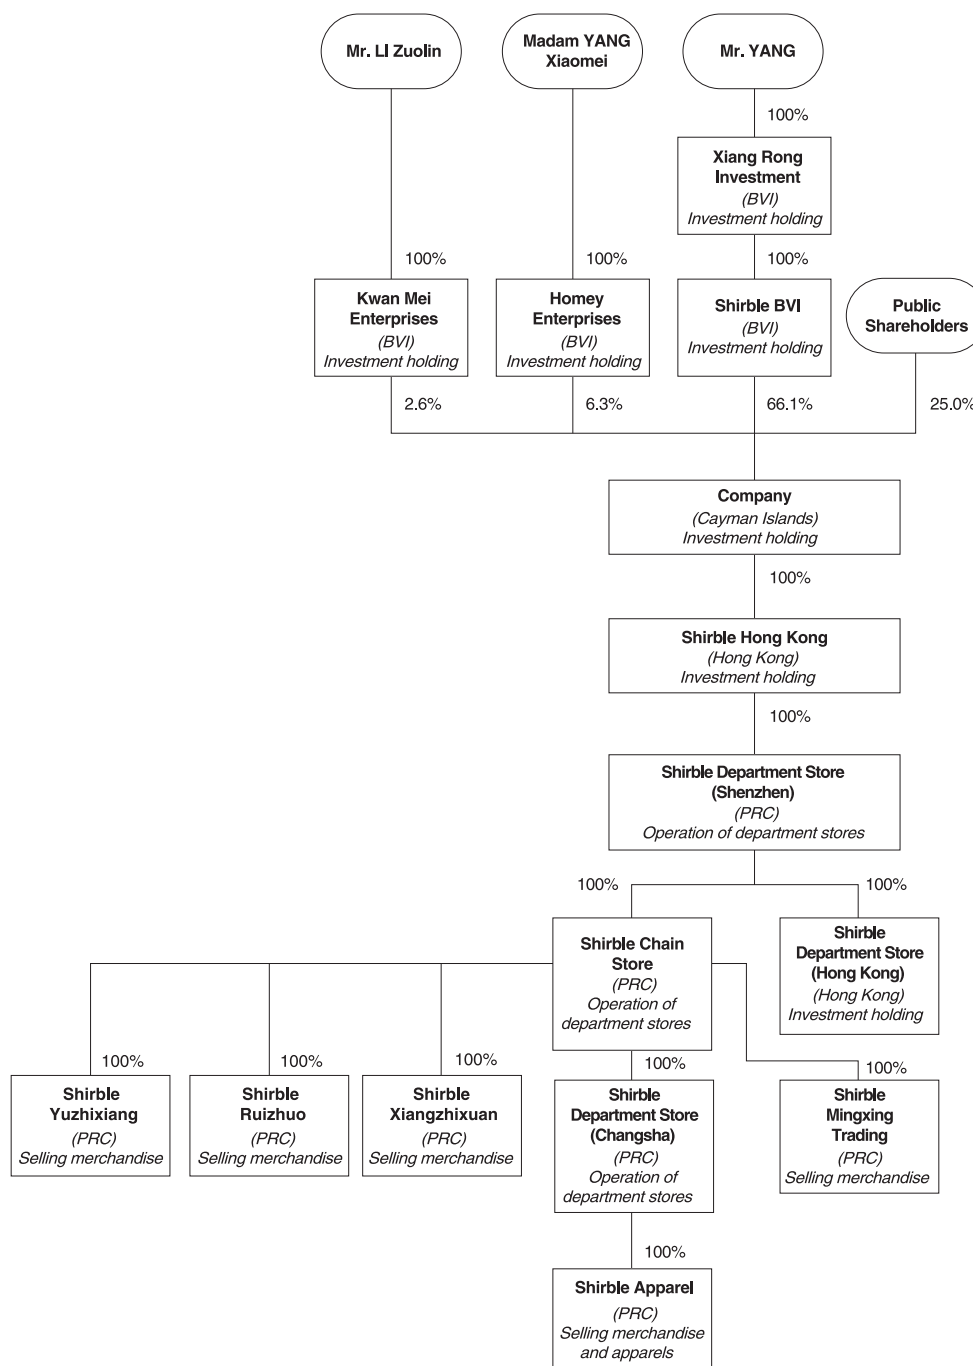 Mr. LI Zuolin
Madam YANG
Xiaomei
Mr. YANG
100%
Xiang Rong
Investment
(BVI)
Investment holding
100%
100%
100%
Kwan Mei
Enterprises
(BVI)
Investment holding
Homey
Enterprises
(BVI)
Investment holding
Shirble BVI
(BVI)
Investment holding
Public
Shareholders
2.6%
6.3%
66.1%
25.0%
Company
(Cayman Islands)
Investment holding
100%
Shirble Hong Kong
(Hong Kong)
Investment holding
100%
Shirble Department Store
(Shenzhen)
(PRC)
Operation of department stores
100%
100%
Shirble Chain
Store
(PRC)
Operation of
department stores
Shirble
Department Store
(Hong Kong)
(Hong Kong)
Investment holding
100%
100%
100%
100%
100%
Shirble
Yuzhixiang
(PRC)
Selling merchandise
Shirble
Ruizhuo
(PRC)
Selling merchandise
Shirble
Xiangzhixuan
(PRC)
Selling merchandise
Shirble
Department Store
(Changsha)
(PRC)
Operation of
department stores
Shirble
Mingxing
Trading
(PRC)
Selling merchandise
100%
Shirble Apparel
(PRC)
Selling merchandise
and apparels